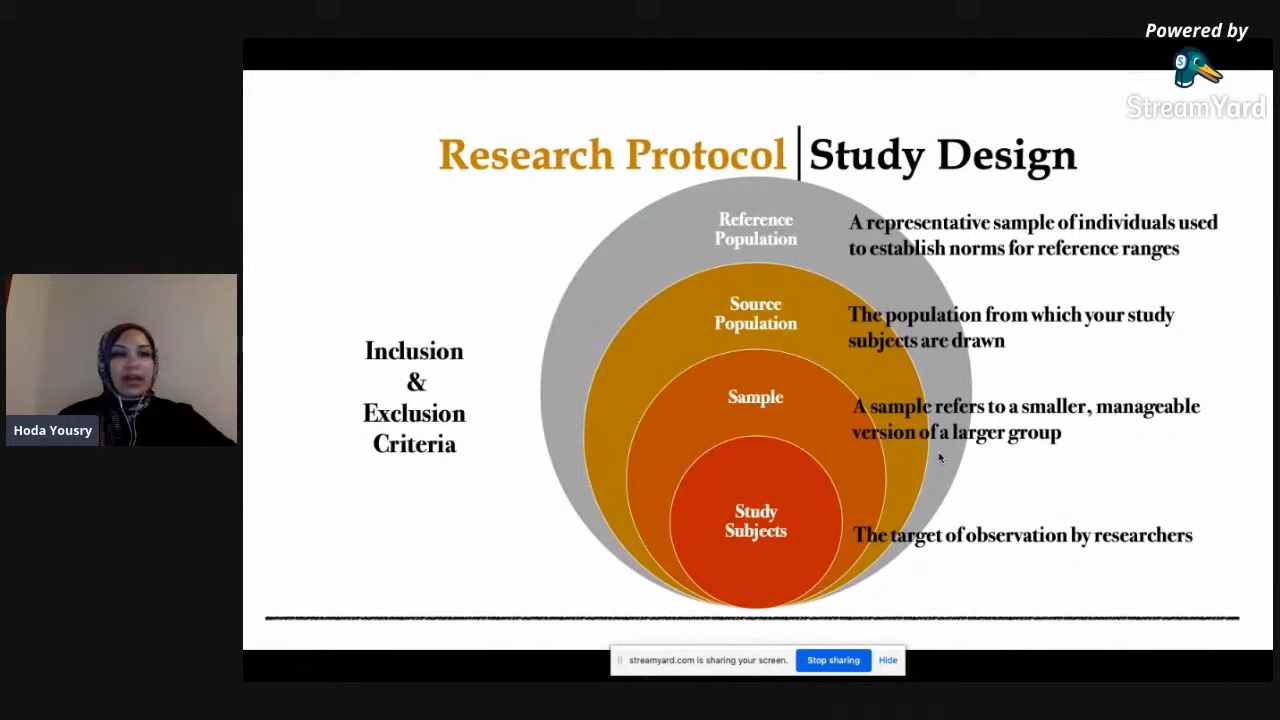 Powered by
StreamYard
Research Protocol | Study Design
Reference
Population
A representative sample of individuals used
to establish norms for reference ranges
Source
Population
The population from which your study
subjects are drawn
Inclusion
&
Exclusion
Criteria
Sample
A sample refers to a smaller, manageable
version of a larger group
Study
Subjects
The target of observation by researchers
Hoda Yousry
streamyard.com is sharing your screen.
Stop sharing
Hide